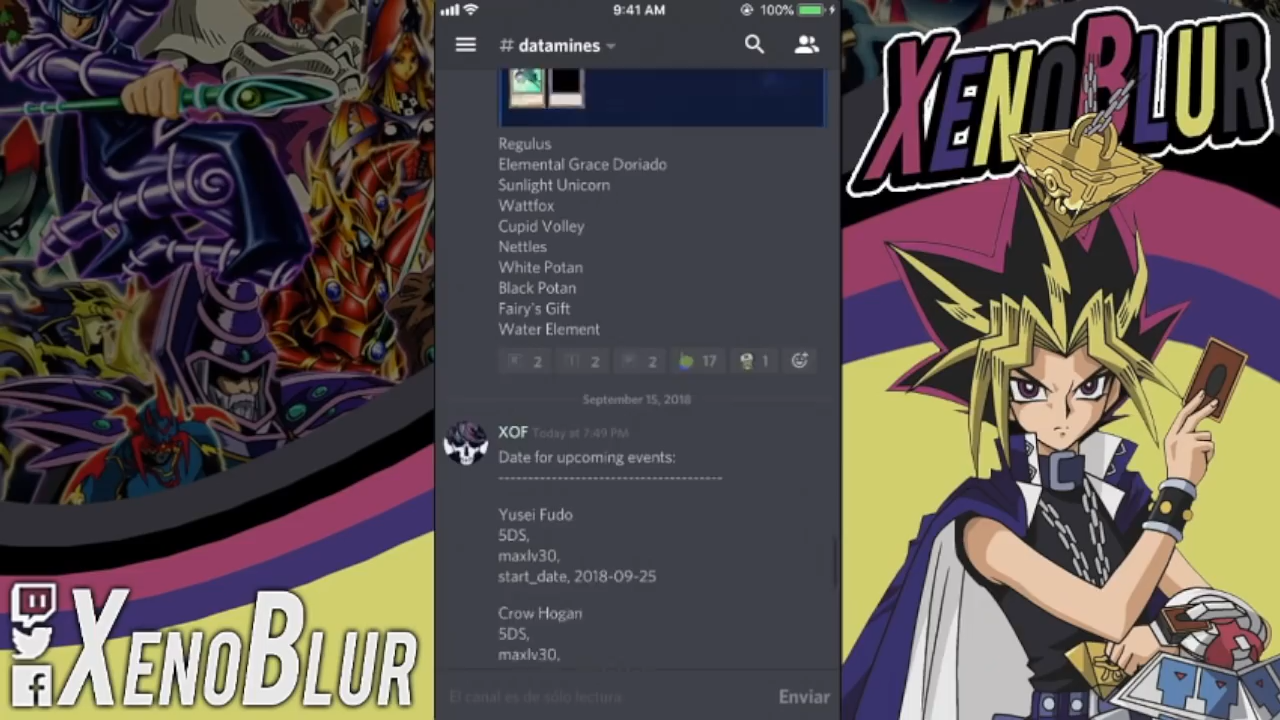 9:41 AM
100%
# datamines
XENOBLUR
Regulus
Elemental Grace Doriado
Sunlight Unicorn
Wattfox
Cupid Volley
Nettles
White Potan
Black Potan
Fairy's Gift
Water Element
2
2
2
17
1
September 15, 2018
XOF Today at 7:49 PM
Date for upcoming events:
-------------------------------------
Yusei Fudo
5DS,
maxlv30,
start_date, 2018-09-25
Crow Hogan
5DS,
maxlv30,
El canal es de sólo lectura
Enviar
XENOBLUR